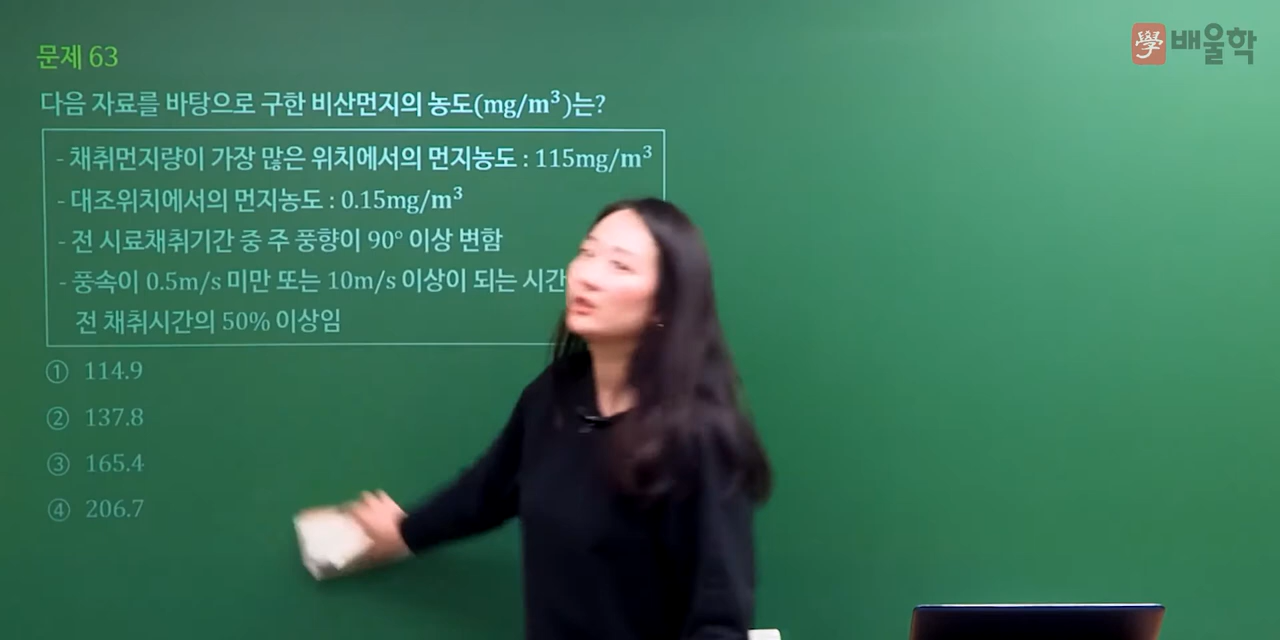 學 배울학
문제 63
다음 자료를 바탕으로 구한 비산먼지의 농도(mg/m³)는?
- 채취먼지량이 가장 많은 위치에서의 먼지농도 : 115mg/m³
- 대조위치에서의 먼지농도 : 0.15mg/m³
- 전 시료채취기간 중 주 풍향이 90° 이상 변함
- 풍속이 0.5m/s 미만 또는 10m/s 이상이 되는 시간
전 채취시간의 50% 이상임
① 114.9
② 137.8
③ 165.4
④ 206.7